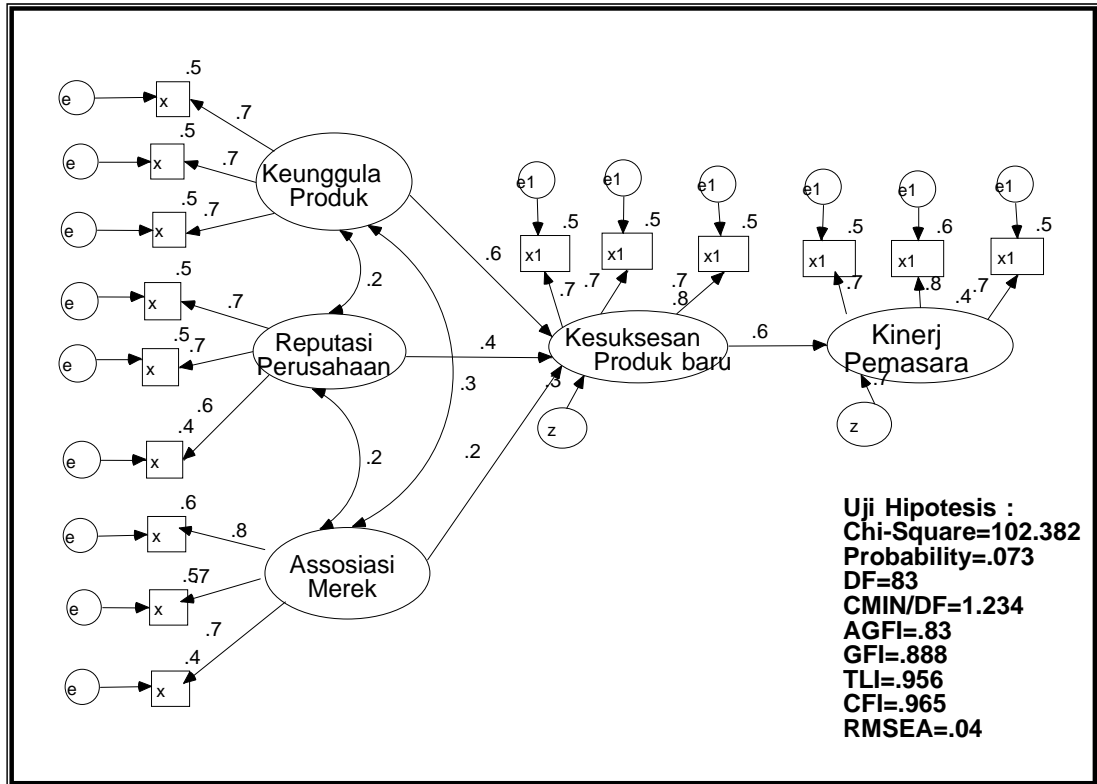 .5
e
x
.7
.5
e
x
.7
.5
e
x
.7
Keunggula
Produk
.5
e
x
.7
.5
e
x
.7
Reputasi
Perusahaan
.6
.4
e
x
.6
e
x
.8
.57
e
x
.7
.4
e
x
Assosiasi
Merek
.2
.3
.2
.6
.4
.2
e1
e1
e1
.5
.5
.5
x1
x1
x1
.7
.7
.7
.8
Kesuksesan
Produk baru
.3
z
.6
e1
e1
e1
.5
.6
.5
x1
x1
x1
.7
.8
.4
.7
Kinerj
Pemasara
.7
z
Uji Hipotesis :
Chi-Square=102.382
Probability=.073
DF=83
CMIN/DF=1.234
AGFI=.83
GFI=.888
TLI=.956
CFI=.965
RMSEA=.04